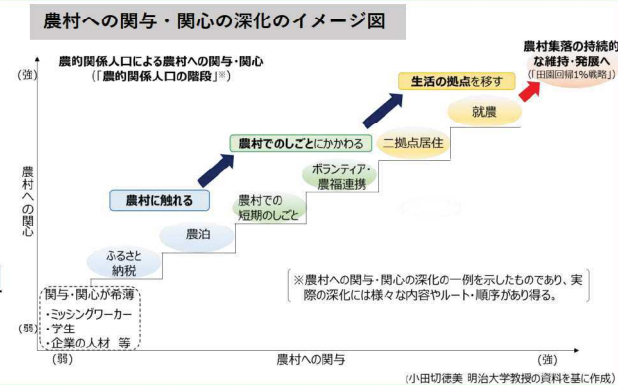 農村への関与・関心の深化のイメージ図
農的関係人口による農村への関与・関心
(「農的関係人口の階段」※)
農村集落の持続的
な維持・発展へ
(「田園回帰1%戦略」)
生活の拠点を移す
就農
農村でのしごとにかかわる
二拠点居住
ボランティア・
農福連携
農村に触れる
農村での
短期のしごと
農泊
ふるさと
納税
(強)
農村への関心
(弱)
関与・関心が希薄
・ミッシングワーカー
・学生
・企業の人材 等
※農村への関与・関心の深化の一例を示したものであり、実
際の深化には様々な内容やルート・順序があり得る。
(弱)
農村への関与
(強)
(小田切徳美 明治大学教授の資料を基に作成)